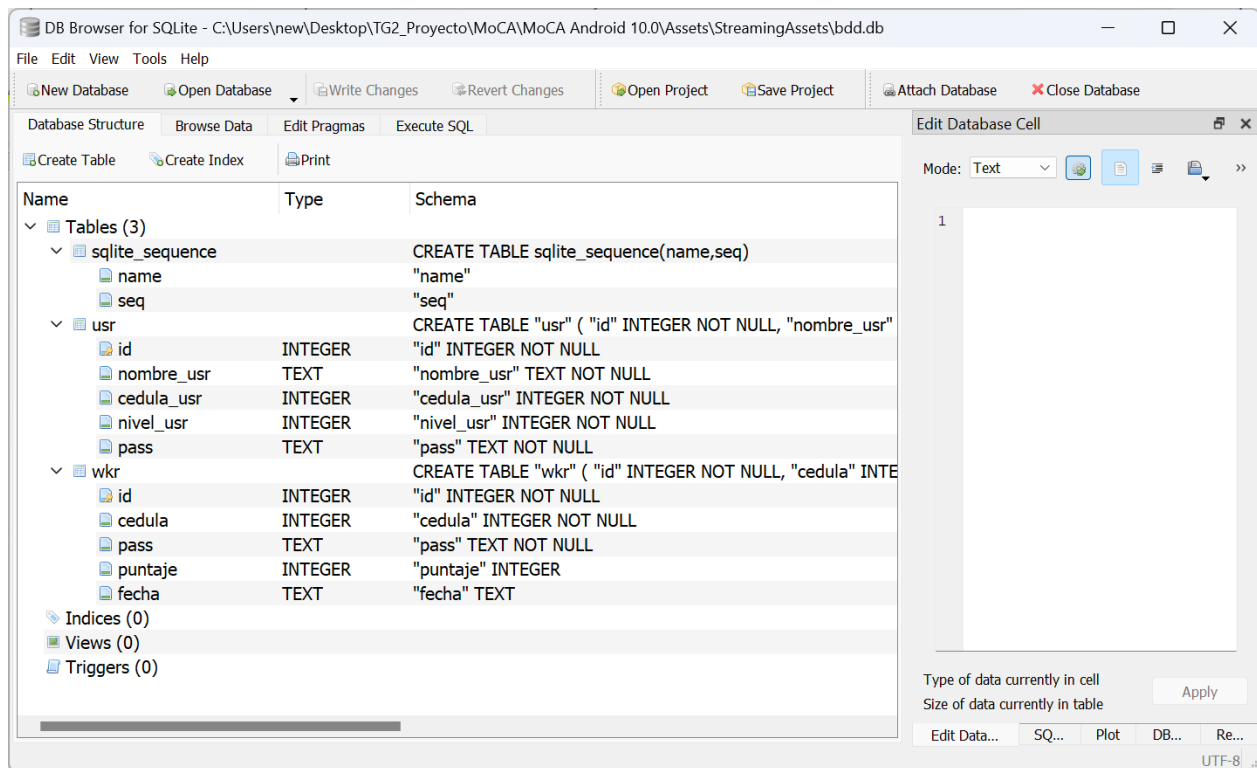 DB Browser for SQLite - C:\Users\new\Desktop\TG2_Proyecto\MoCA\MoCA Android 10.0\Assets\StreamingAssets\bdd.db
File Edit View Tools Help
New Database Open Database Write Changes Revert Changes Open Project Save Project Attach Database Close Database
Database Structure Browse Data Edit Pragmas Execute SQL
Edit Database Cell
Create Table Create Index Print
Mode: Text
Name Type Schema
1
Tables (3)
sqlite_sequence CREATE TABLE sqlite_sequence(name,seq)
name "name"
seq "seq"
usr CREATE TABLE "usr" ( "id" INTEGER NOT NULL, "nombre_usr"
id INTEGER "id" INTEGER NOT NULL
nombre_usr TEXT "nombre_usr" TEXT NOT NULL
cedula_usr INTEGER "cedula_usr" INTEGER NOT NULL
nivel_usr INTEGER "nivel_usr" INTEGER NOT NULL
pass TEXT "pass" TEXT NOT NULL
wkr CREATE TABLE "wkr" ( "id" INTEGER NOT NULL, "cedula" INTE
id INTEGER "id" INTEGER NOT NULL
cedula INTEGER "cedula" INTEGER NOT NULL
pass TEXT "pass" TEXT NOT NULL
puntaje INTEGER "puntaje" INTEGER
fecha TEXT "fecha" TEXT
Indices (0)
Views (0)
Triggers (0)
Type of data currently in cell
Size of data currently in table
Apply
Edit Data... SQ... Plot DB... Re...
UTF-8